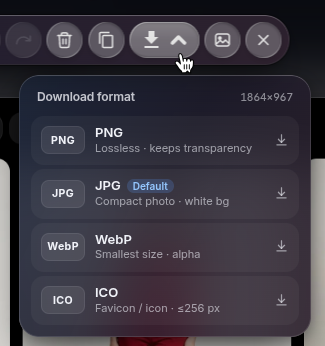 Download format 1864×967
PNG PNG
Lossless · keeps transparency
JPG JPG Default
Compact photo · white bg
WebP WebP
Smallest size · alpha
ICO ICO
Favicon / icon · ≤256 px